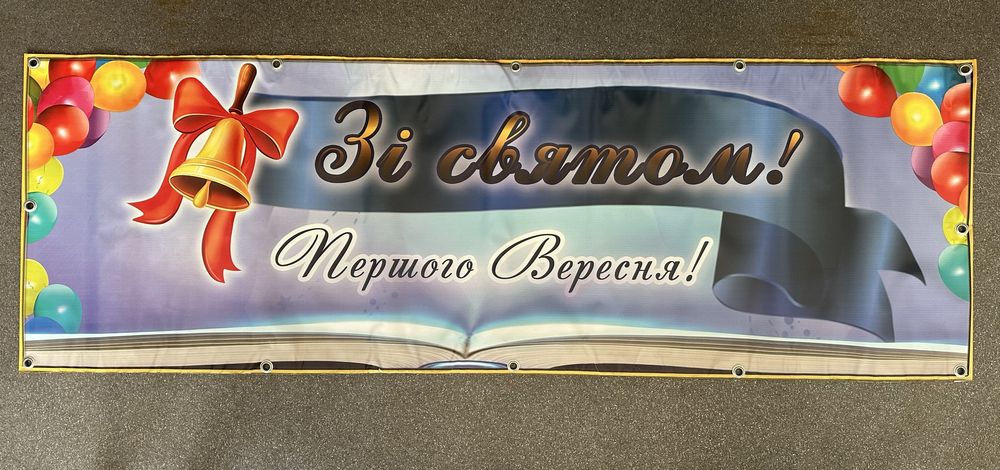 Зі святом!
Першого Вересня!